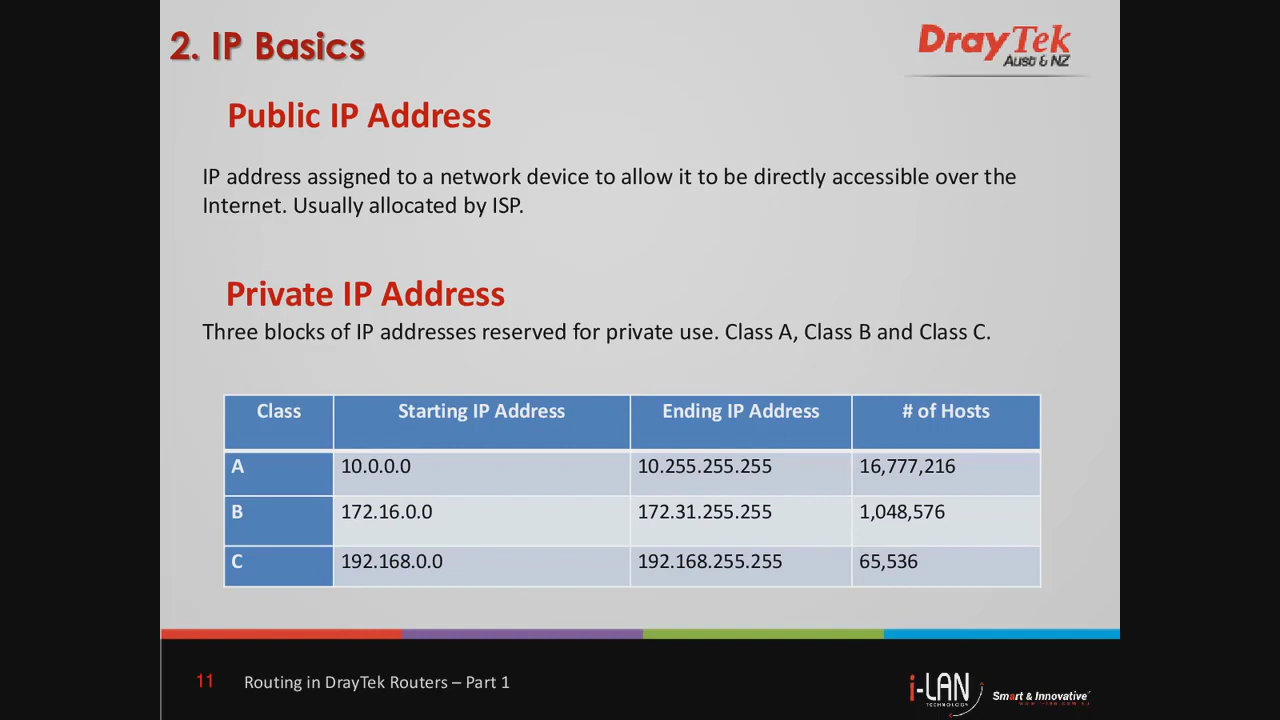 2. IP Basics
DrayTek
Aust & NZ
Public IP Address
IP address assigned to a network device to allow it to be directly accessible over the
Internet. Usually allocated by ISP.
Private IP Address
Three blocks of IP addresses reserved for private use. Class A, Class B and Class C.
Class Starting IP Address Ending IP Address # of Hosts
A 10.0.0.0 10.255.255.255 16,777,216
B 172.16.0.0 172.31.255.255 1,048,576
C 192.168.0.0 192.168.255.255 65,536
11 Routing in DrayTek Routers – Part 1
i-LAN
TECHNOLOGY
Smart & Innovative